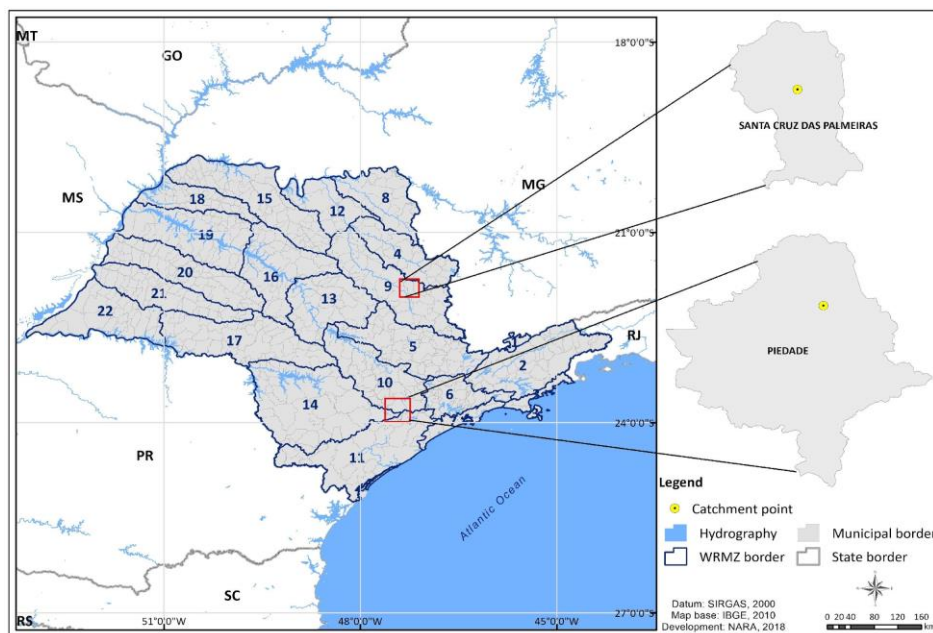 MT
GO
MS
MG
RJ
PR
SC
RS
18°0'0"S
21°0'0"S
24°0'0"S
27°0'0"S
51°0'0"W
48°0'0"W
45°0'0"W
18
15
12
8
19
4
16
9
20
13
21
22
5
17
2
10
6
14
11
Atlantic Ocean
SANTA CRUZ DAS PALMEIRAS
PIEDADE
Legend
Catchment point
Hydrography
Municipal border
WRMZ border
State border
Datum: SIRGAS, 2000
Map base: IBGE, 2010
Development: NARA, 2018
0 20 40 80 120 160
km